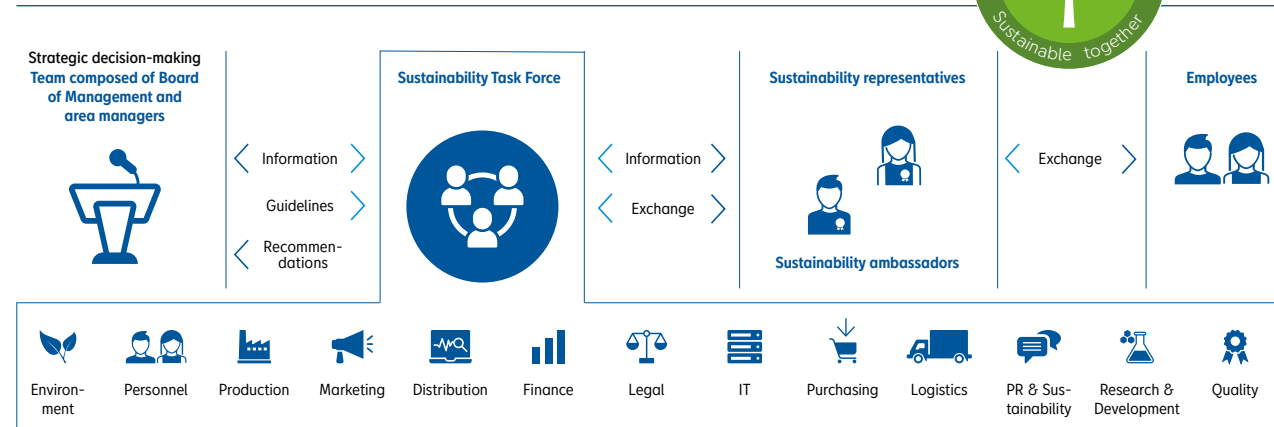 Sustainable together
Strategic decision-making
Team composed of Board
of Management and
area managers
Information
Guidelines
Recommen-
dations
Sustainability Task Force
Information
Exchange
Sustainability representatives
Sustainability ambassadors
Exchange
Employees
Environ-
ment
Personnel
Production
Marketing
Distribution
Finance
Legal
IT
Purchasing
Logistics
PR & Sus-
tainability
Research &
Development
Quality